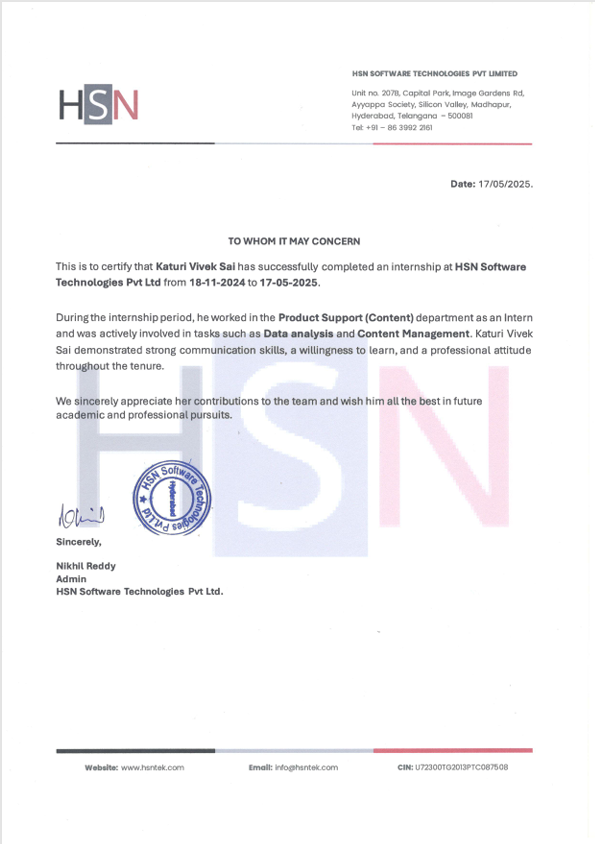 HSN
HSN SOFTWARE TECHNOLOGIES PVT LIMITED
Unit no. 207B, Capital Park, Image Gardens Rd,
Ayyappa Society, Silicon Valley, Madhapur,
Hyderabad, Telangana – 500081
Tel: +91 – 86 3992 2161
Date: 17/05/2025.
TO WHOM IT MAY CONCERN
This is to certify that Katuri Vivek Sai has successfully completed an internship at HSN Software
Technologies Pvt Ltd from 18-11-2024 to 17-05-2025.
During the internship period, he worked in the Product Support (Content) department as an Intern
and was actively involved in tasks such as Data analysis and Content Management. Katuri Vivek
Sai demonstrated strong communication skills, a willingness to learn, and a professional attitude
throughout the tenure.
We sincerely appreciate her contributions to the team and wish him all the best in future
academic and professional pursuits.
HSN
HSN Software Technologies Pvt Ltd
Hyderabad
Sincerely,
Nikhil Reddy
Admin
HSN Software Technologies Pvt Ltd.
Website: www.hsntek.com
Email: info@hsntek.com
CIN: U72300TG2013PTC087508